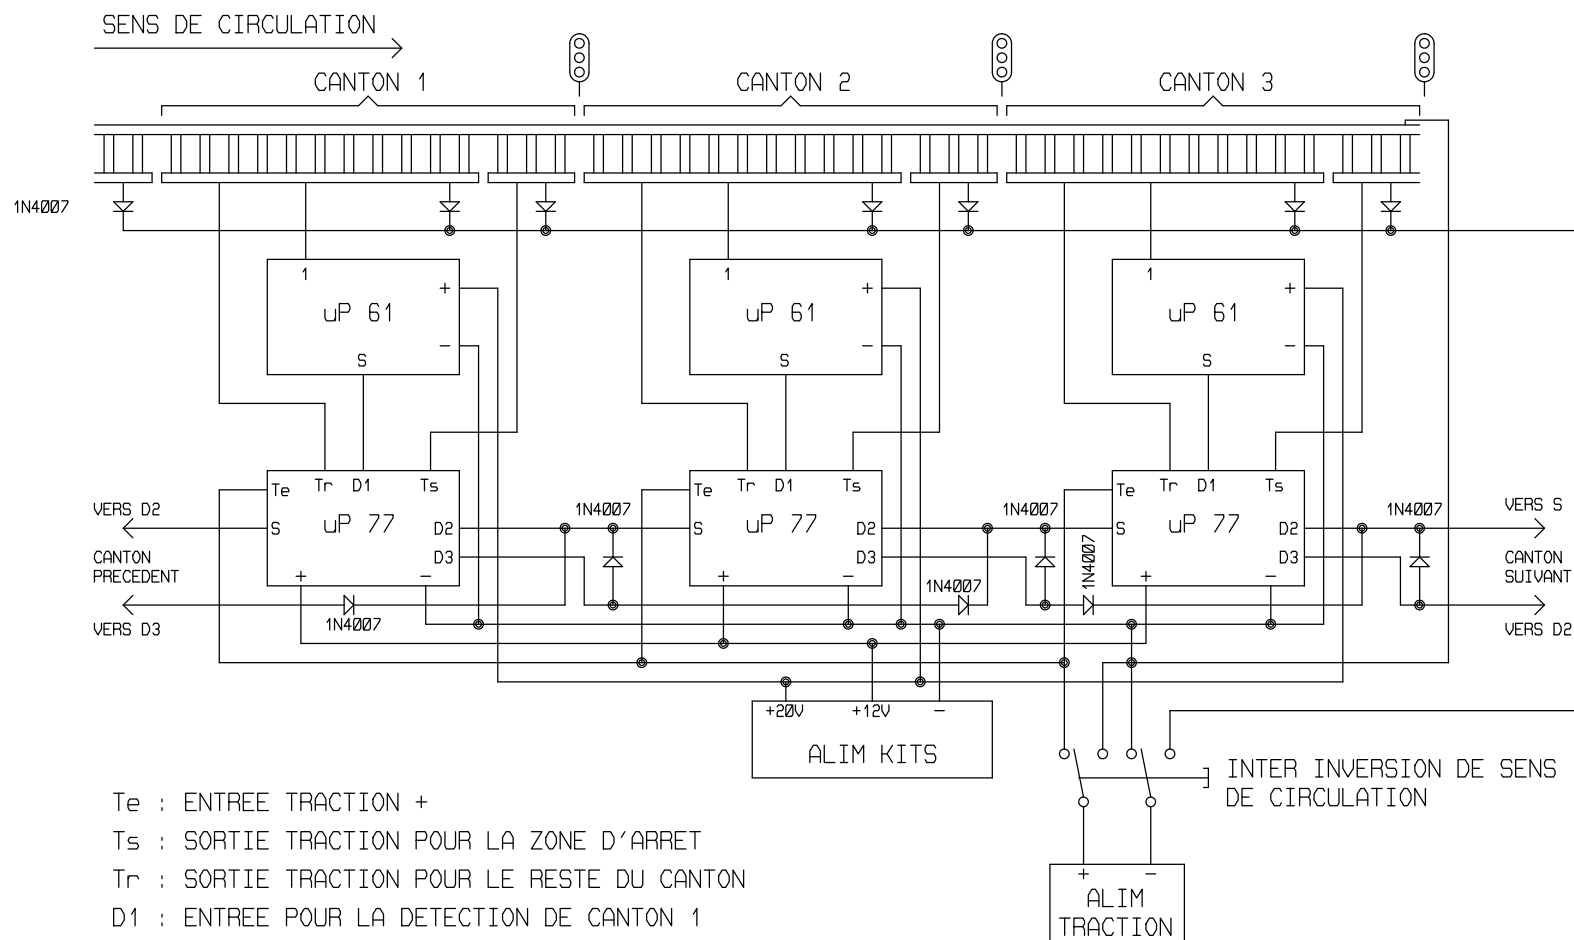 SENS DE CIRCULATION
CANTON 1
CANTON 2
CANTON 3
1N4007
1
+
uP 61
−
S
1
+
uP 61
−
S
1
+
uP 61
−
S
Te
Tr
D1
Ts
uP 77
S
D2
D3
+
−
Te
Tr
D1
Ts
uP 77
S
D2
D3
+
−
Te
Tr
D1
Ts
uP 77
S
D2
D3
+
−
VERS D2
CANTON
PRECEDENT
VERS D3
1N4007
1N4007
1N4007
1N4007
1N4007
1N4007
VERS S
CANTON
SUIVANT
VERS D2
+20V
+12V
−
ALIM KITS
INTER INVERSION DE SENS
DE CIRCULATION
+
−
ALIM
TRACTION
Te : ENTREE TRACTION +
Ts : SORTIE TRACTION POUR LA ZONE D'ARRET
Tr : SORTIE TRACTION POUR LE RESTE DU CANTON
D1 : ENTREE POUR LA DETECTION DE CANTON 1